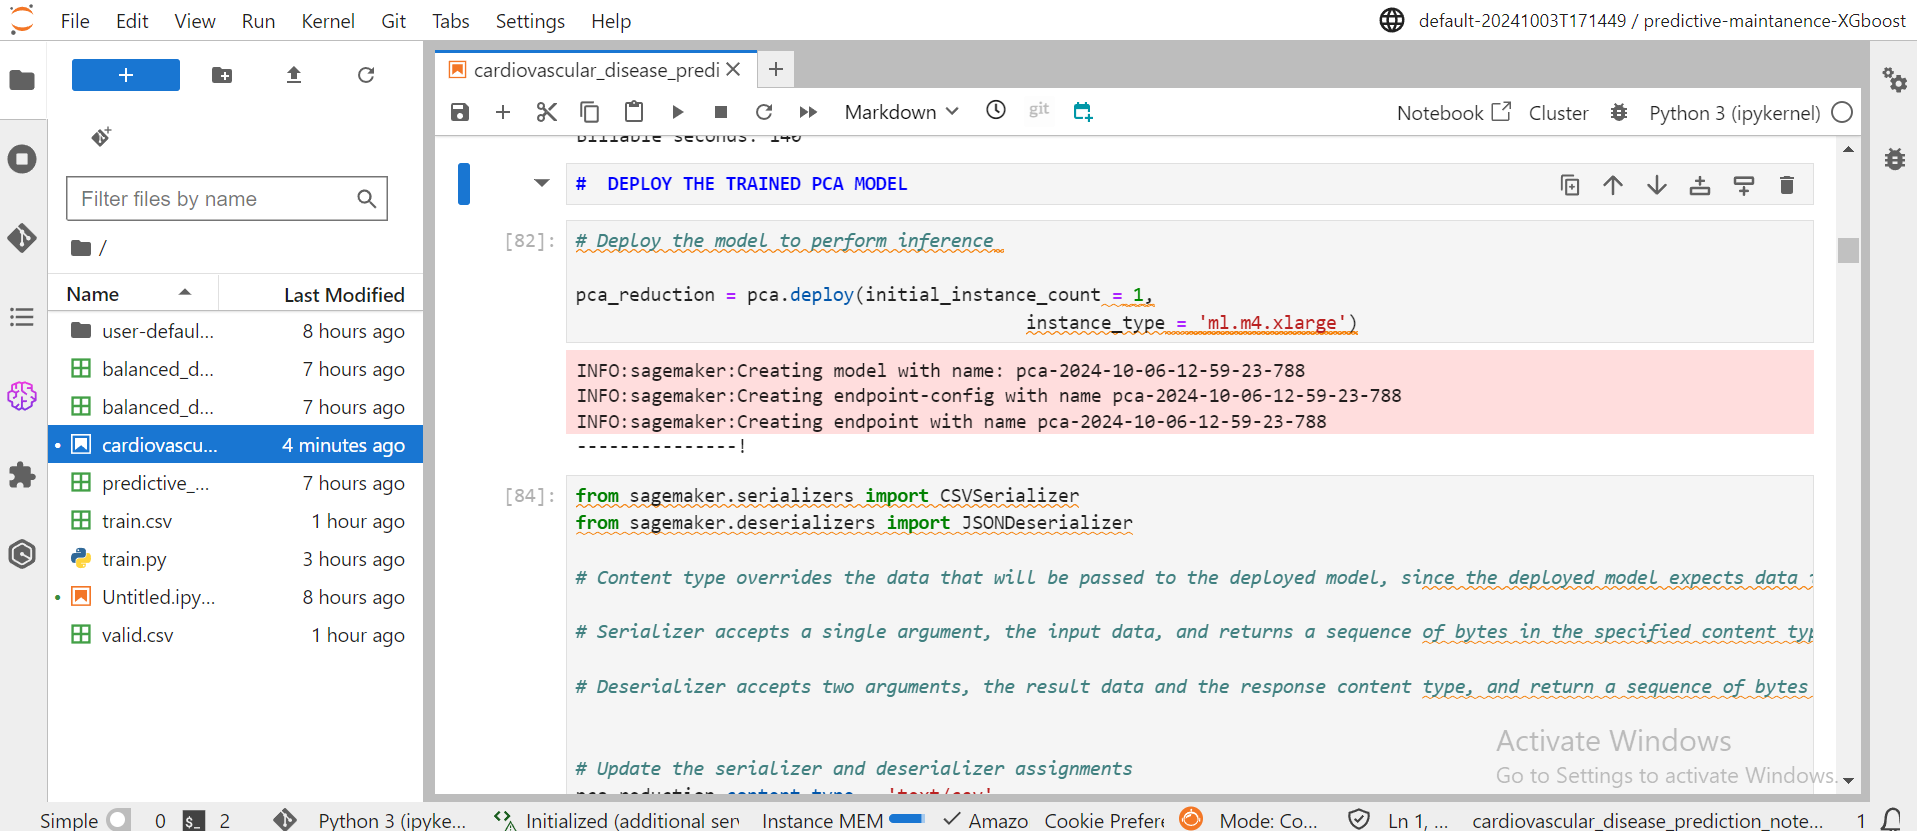 File Edit View Run Kernel Git Tabs Settings Help
default-20241003T171449 / predictive-maintanence-XGboost
cardiovascular_disease_predi
Markdown
git
Notebook
Cluster
Python 3 (ipykernel)
Filter files by name
/
Name Last Modified
user-defaul... 8 hours ago
balanced_d... 7 hours ago
balanced_d... 7 hours ago
cardiovascu... 4 minutes ago
predictive_... 7 hours ago
train.csv 1 hour ago
train.py 3 hours ago
Untitled.ipy... 8 hours ago
valid.csv 1 hour ago
Billable seconds: 140
# DEPLOY THE TRAINED PCA MODEL
[82]:
# Deploy the model to perform inference
pca_reduction = pca.deploy(initial_instance_count = 1,
instance_type = 'ml.m4.xlarge')
INFO:sagemaker:Creating model with name: pca-2024-10-06-12-59-23-788
INFO:sagemaker:Creating endpoint-config with name pca-2024-10-06-12-59-23-788
INFO:sagemaker:Creating endpoint with name pca-2024-10-06-12-59-23-788
---------------!
[84]:
from sagemaker.serializers import CSVSerializer
from sagemaker.deserializers import JSONDeserializer
# Content type overrides the data that will be passed to the deployed model, since the deployed model expects data
# Serializer accepts a single argument, the input data, and returns a sequence of bytes in the specified content typ
# Deserializer accepts two arguments, the result data and the response content type, and return a sequence of bytes
# Update the serializer and deserializer assignments
pca_reduction.content_type = 'text/csv'
Activate Windows
Go to Settings to activate Windows.
Simple 0 $_ 2 Python 3 (ipyke... Initialized (additional ser Instance MEM Amazo Cookie Prefere Mode: Co... Ln 1, ... cardiovascular_disease_prediction_note... 1